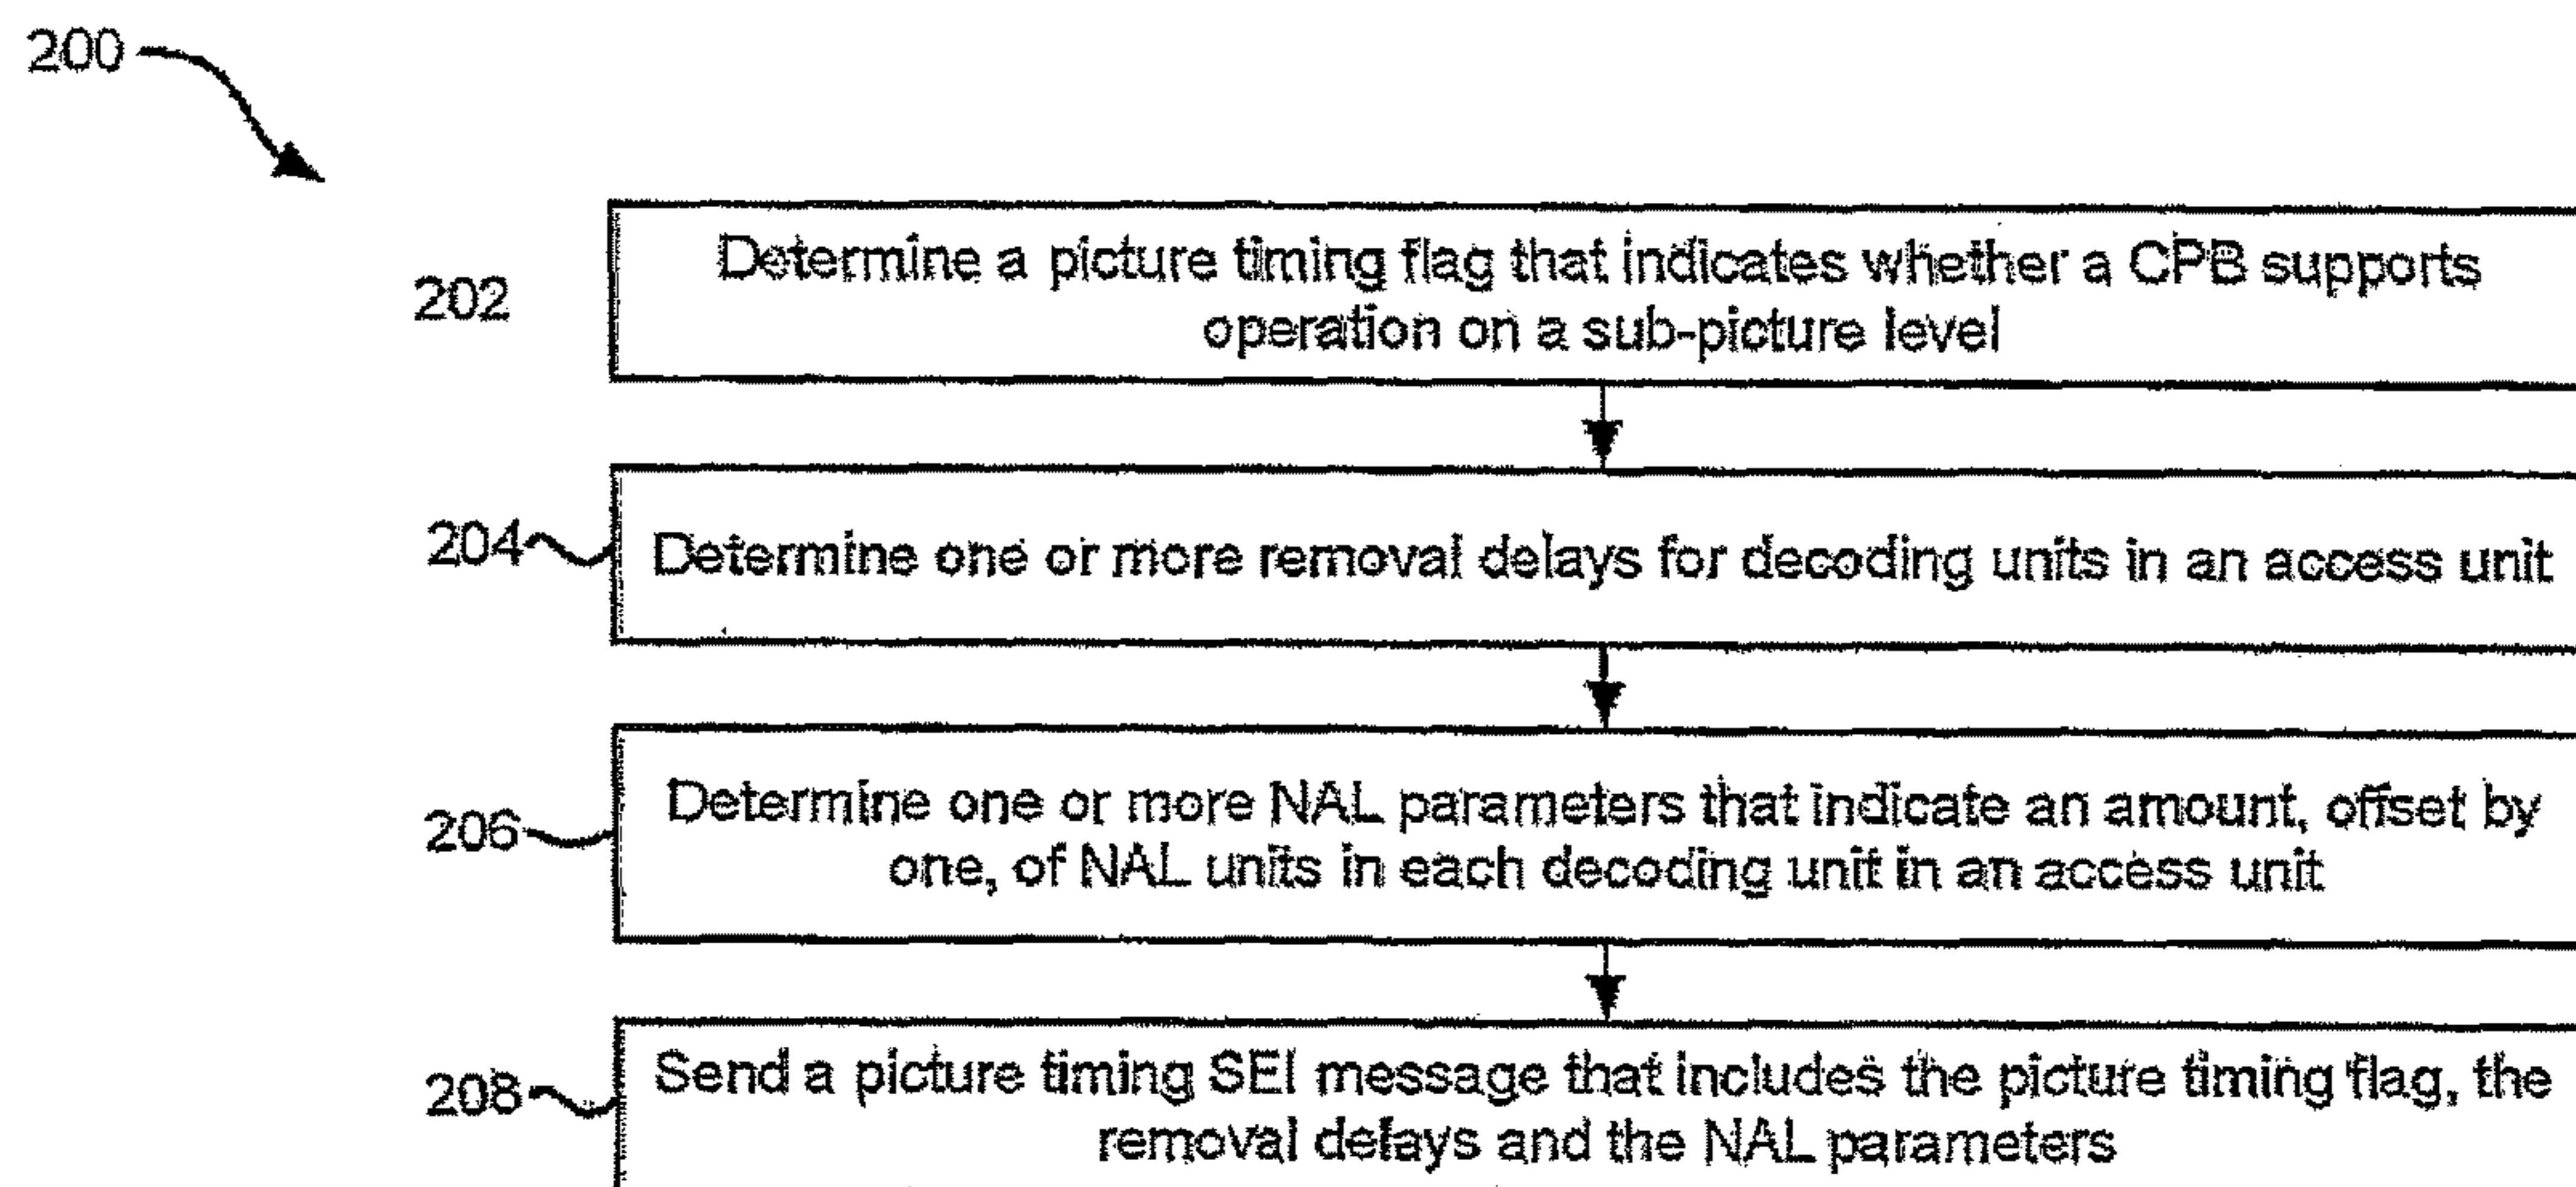 200
202
Determine a picture timing flag that indicates whether a CPB supports
operation on a sub-picture level
204
Determine one or more removal delays for decoding units in an access unit
206
Determine one or more NAL parameters that indicate an amount, offset by
one, of NAL units in each decoding unit in an access unit
208
Send a picture timing SEI message that includes the picture timing flag, the
removal delays and the NAL parameters